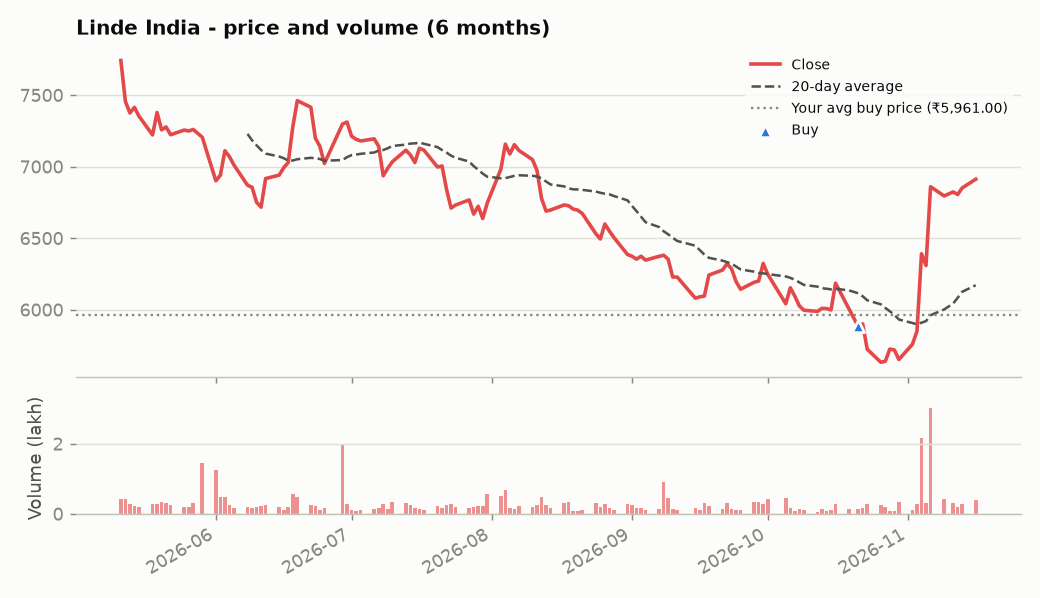 Linde India - price and volume (6 months)
Close
20-day average
Your avg buy price (₹5,961.00)
Buy
7500
7000
6500
6000
Volume (lakh)
2
0
2026-06
2026-07
2026-08
2026-09
2026-10
2026-11